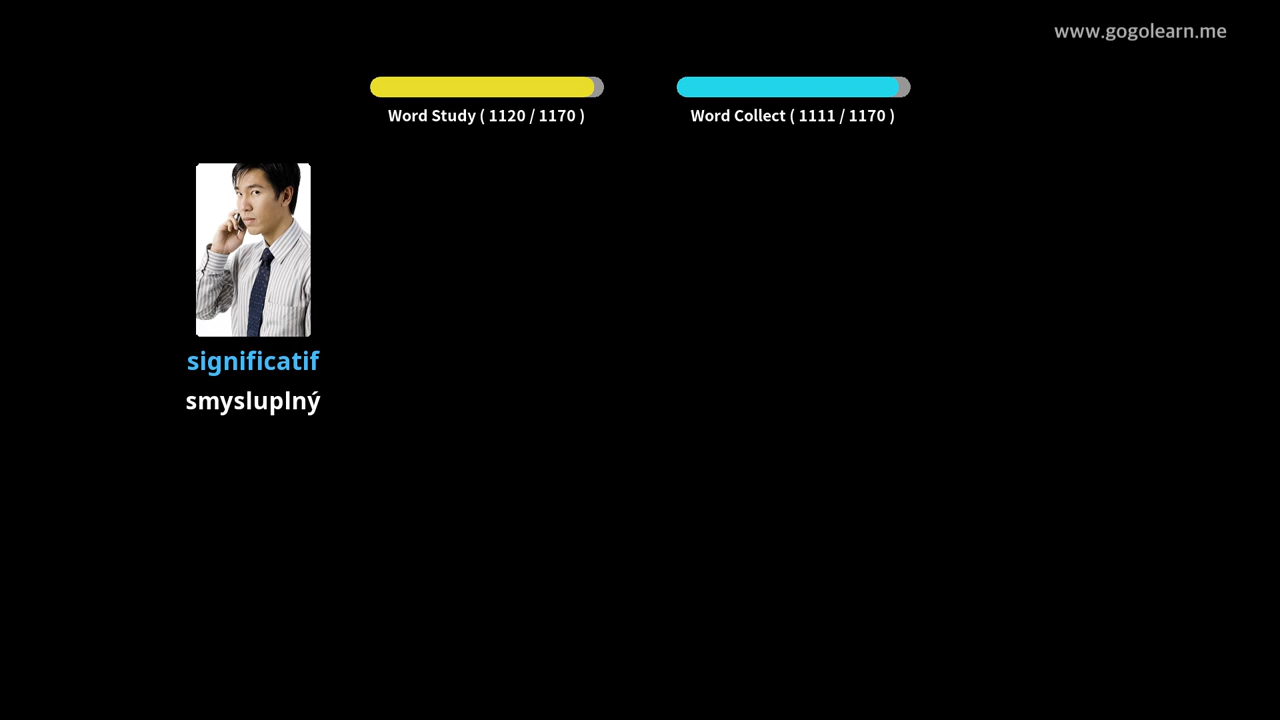 www.gogolearn.me
Word Study ( 1120 / 1170 )
Word Collect ( 1111 / 1170 )
significatif
smysluplný